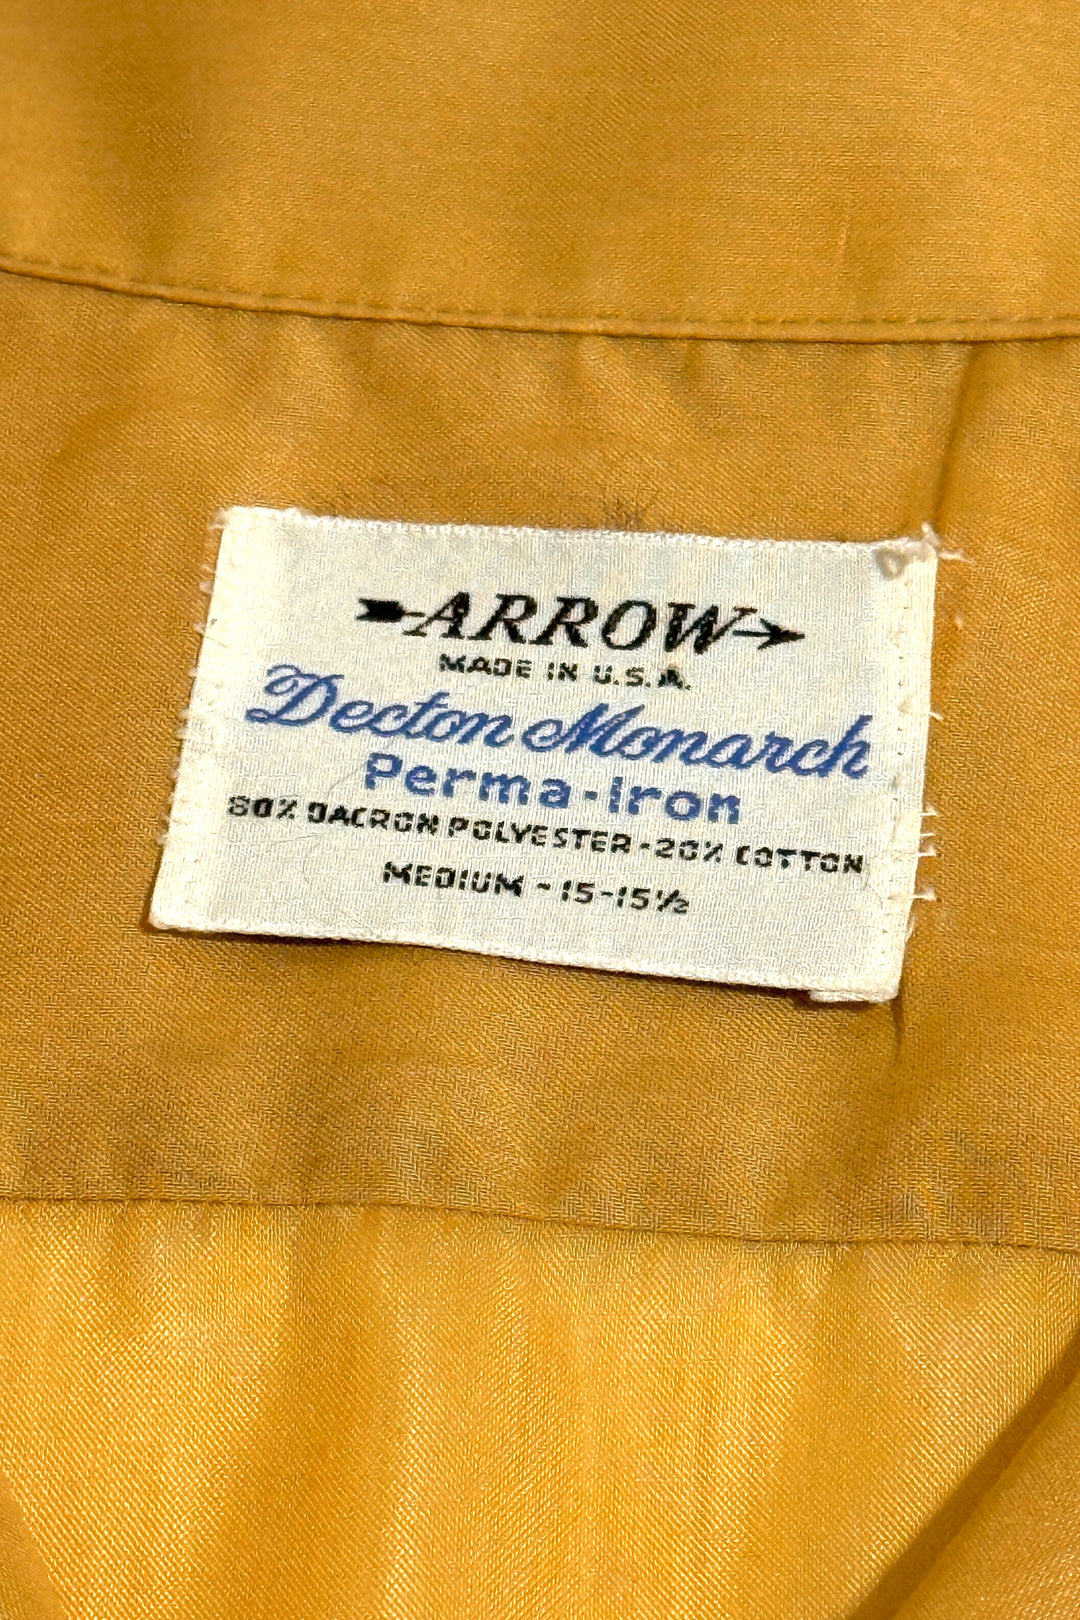 ARROW
MADE IN U.S.A.
Decton Monarch
Perma-Iron
80% DACRON POLYESTER-20% COTTON
MEDIUM - 15-15½